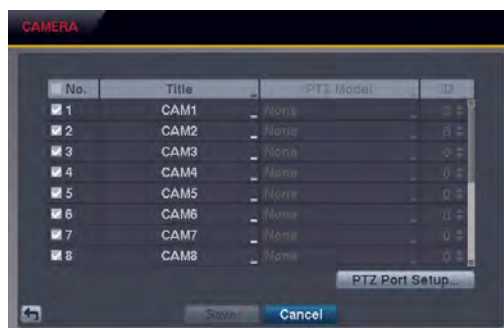 CAMERA
No. Title PTZ Model ID
1 CAM1 None 0
2 CAM2 None 0
3 CAM3 None 0
4 CAM4 None 0
5 CAM5 None 0
6 CAM6 None 0
7 CAM7 None 0
8 CAM8 None 0
PTZ Port Setup...
Save Cancel